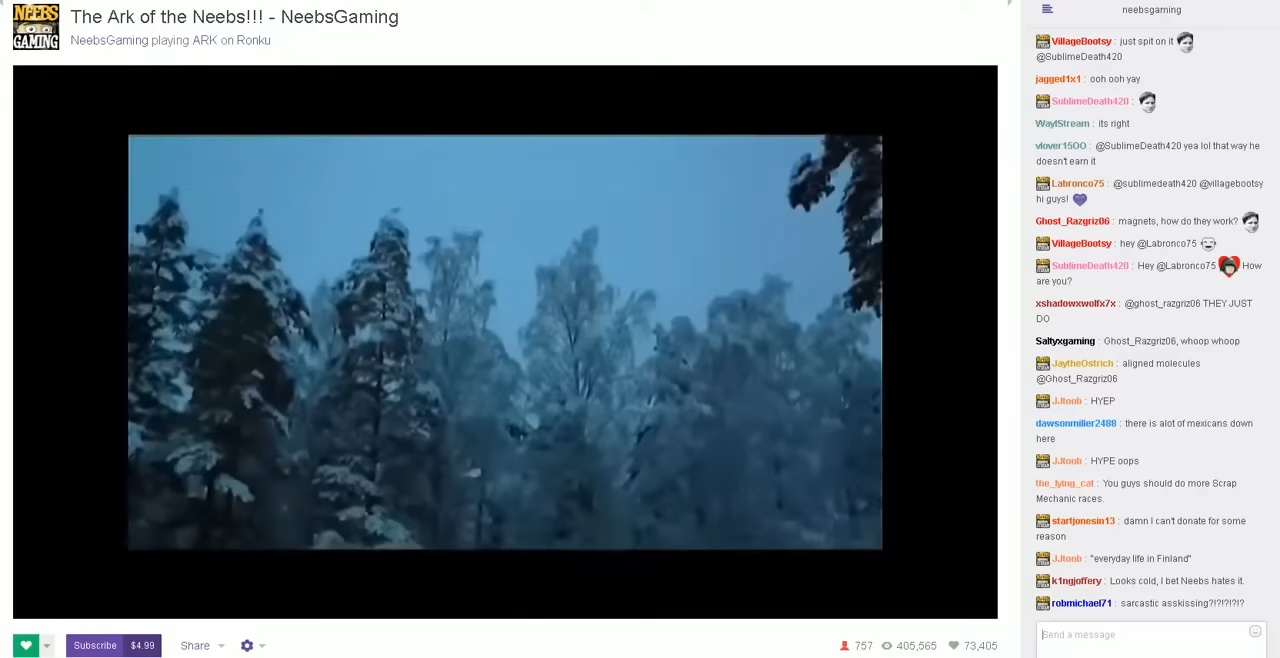 NEEBS
GAMING
The Ark of the Neebs!!! - NeebsGaming
NeebsGaming playing ARK on Ronku
Subscribe $4.99
Share
757 405,565 73,405
neebsgaming
VillageBootsy : just spit on it
@SublimeDeath420
jagged1x1 : ooh ooh yay
SublimeDeath420 :
WaylStream : its right
vlover1500 : @SublimeDeath420 yea lol that way he
doesn't earn it
Labronco75 : @sublimedeath420 @villagebootsy
hi guys!
Ghost_Razgriz06 : magnets, how do they work?
VillageBootsy : hey @Labronco75
SublimeDeath420 : Hey @Labronco75 How
are you?
xshadowxwolfx7x : @ghost_razgriz06 THEY JUST
DO
Saltyxgaming : Ghost_Razgriz06, whoop whoop
JaytheOstrich : aligned molecules
@Ghost_Razgriz06
JJtoob : HYEP
dawsonmiller2488 : there is alot of mexicans down
here
JJtoob : HYPE oops
the_lying_cat : You guys should do more Scrap
Mechanic races.
startjonesin13 : damn I can't donate for some
reason
JJtoob : "everyday life in Finland"
k1ngjoffery : Looks cold, I bet Neebs hates it.
robmichael71 : sarcastic asskissing?!?!?!?!?
Send a message